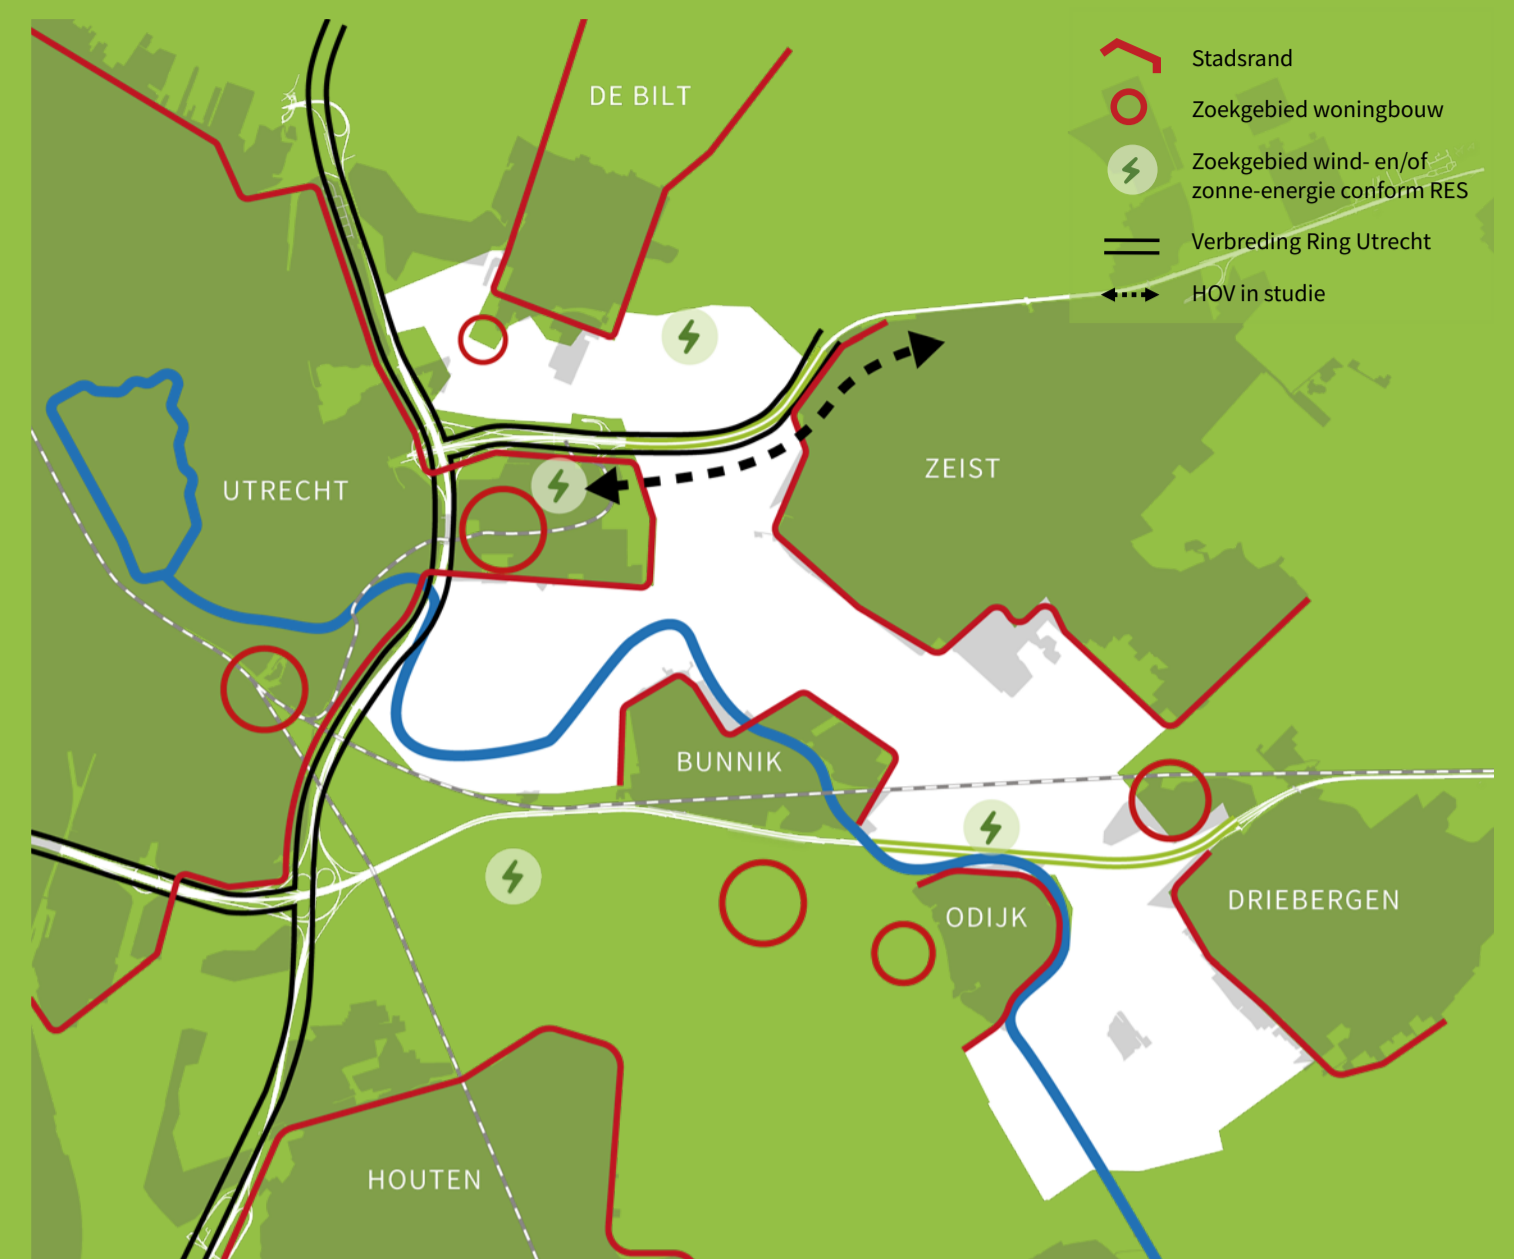 DE BILT
Stadsrand
Zoekgebied woningbouw
Zoekgebied wind- en/of
zonne-energie conform RES
Verbreding Ring Utrecht
HOV in studie
UTRECHT
ZEIST
BUNNIK
ODIJK
DRIEBERGEN
HOUTEN